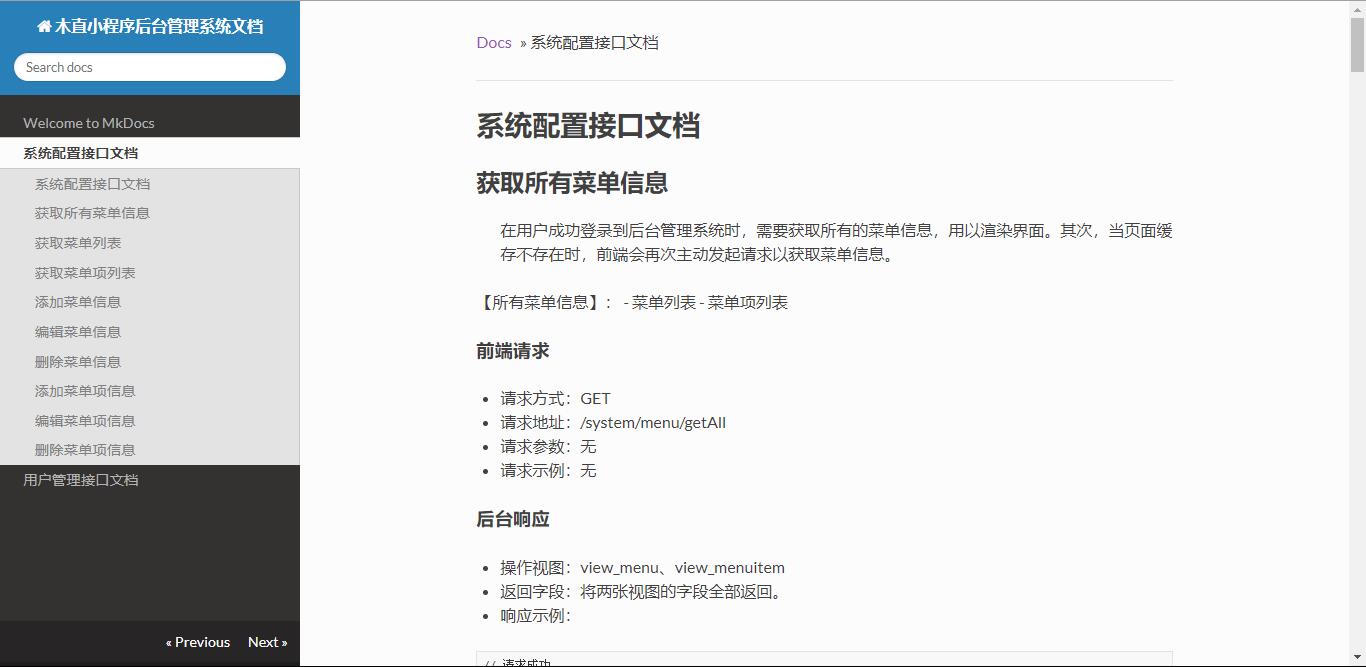 木直小程序后台管理系统文档
Search docs
Welcome to MkDocs
系统配置接口文档
系统配置接口文档
获取所有菜单信息
获取菜单列表
获取菜单项列表
添加菜单信息
编辑菜单信息
删除菜单信息
添加菜单项信息
编辑菜单项信息
删除菜单项信息
用户管理接口文档
« Previous Next »
Docs » 系统配置接口文档
系统配置接口文档
获取所有菜单信息
在用户成功登录到后台管理系统时，需要获取所有的菜单信息，用以渲染界面。其次，当页面缓
存不存在时，前端会再次主动发起请求以获取菜单信息。
【所有菜单信息】： - 菜单列表 - 菜单项列表
前端请求
• 请求方式：GET
• 请求地址：/system/menu/getAll
• 请求参数：无
• 请求示例：无
后台响应
• 操作视图：view_menu、view_menuitem
• 返回字段：将两张视图的字段全部返回。
• 响应示例：
// 请求成功